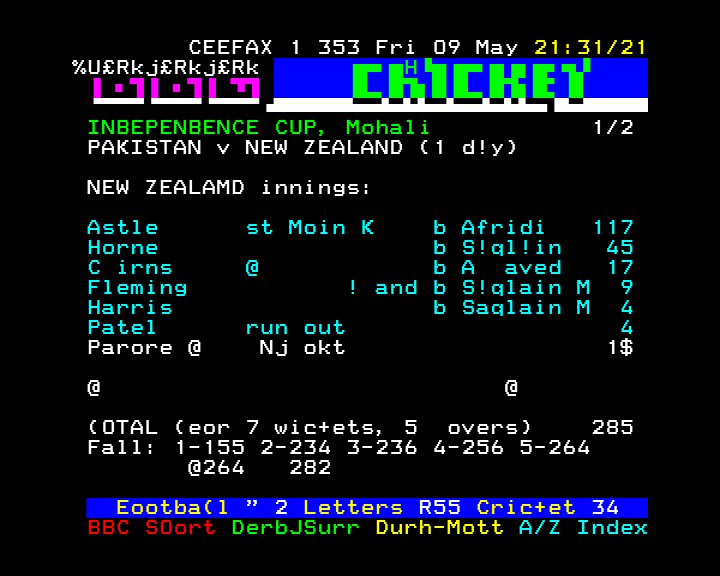 CEEFAX 1 353 Fri 09 May 21:31/21
%U£Rkj£Rkj£Rk
BBC CRICKEY
H
INBEPENBENCE CUP, Mohali 1/2
PAKISTAN v NEW ZEALAND (1 d!y)
NEW ZEALAMD innings:
Astle st Moin K b Afridi 117
Horne b S!ql!in 45
C irns @ b A aved 17
Fleming ! and b S!qlain M 9
Harris b Saqlain M 4
Patel run out 4
Parore @ Nj okt 1$
@ @
(OTAL (eor 7 wic+ets, 5 overs) 285
Fall: 1-155 2-234 3-236 4-256 5-264
@264 282
Eootba(l ” 2 Letters R55 Cric+et 34
BBC SOort DerbJSurr Durh-Mott A/Z Index